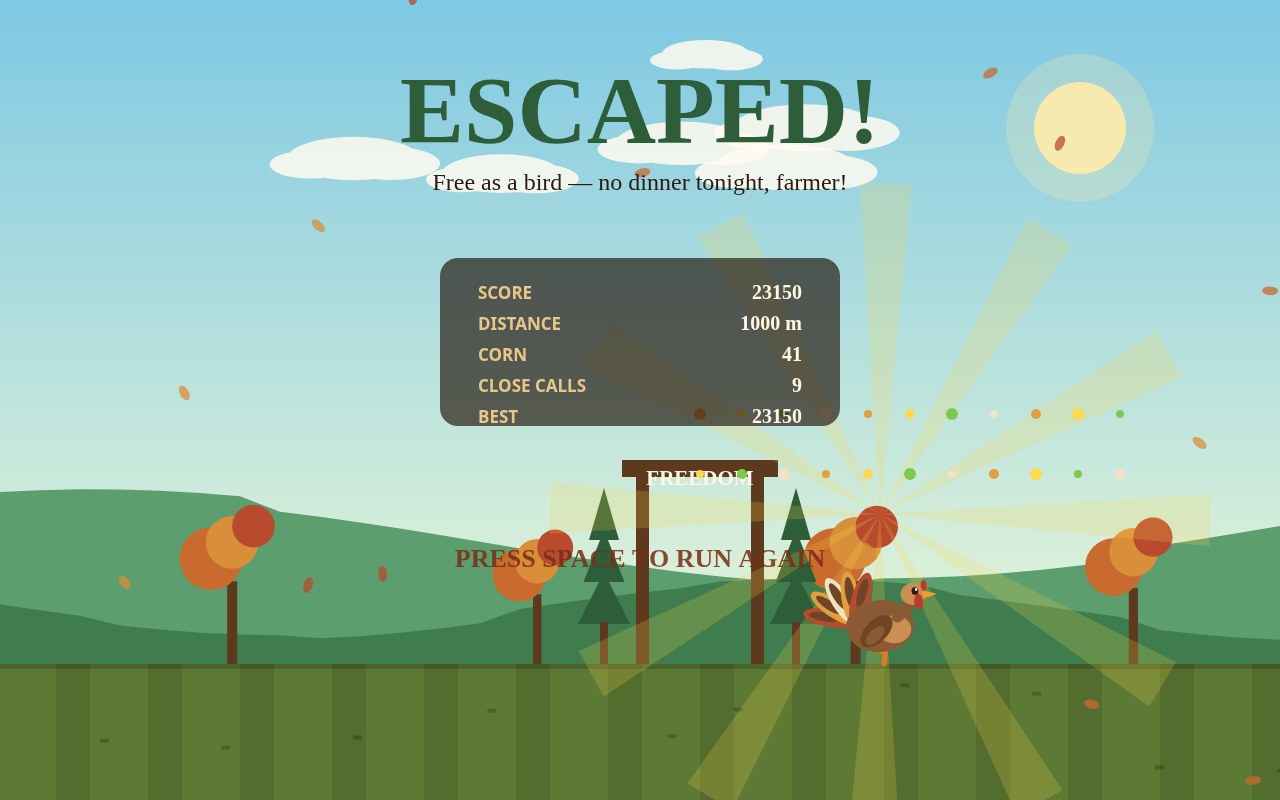 ESCAPED!
Free as a bird — no dinner tonight, farmer!
SCORE 23150
DISTANCE 1000 m
CORN 41
CLOSE CALLS 9
BEST 23150
FREEDOM
PRESS SPACE TO RUN AGAIN